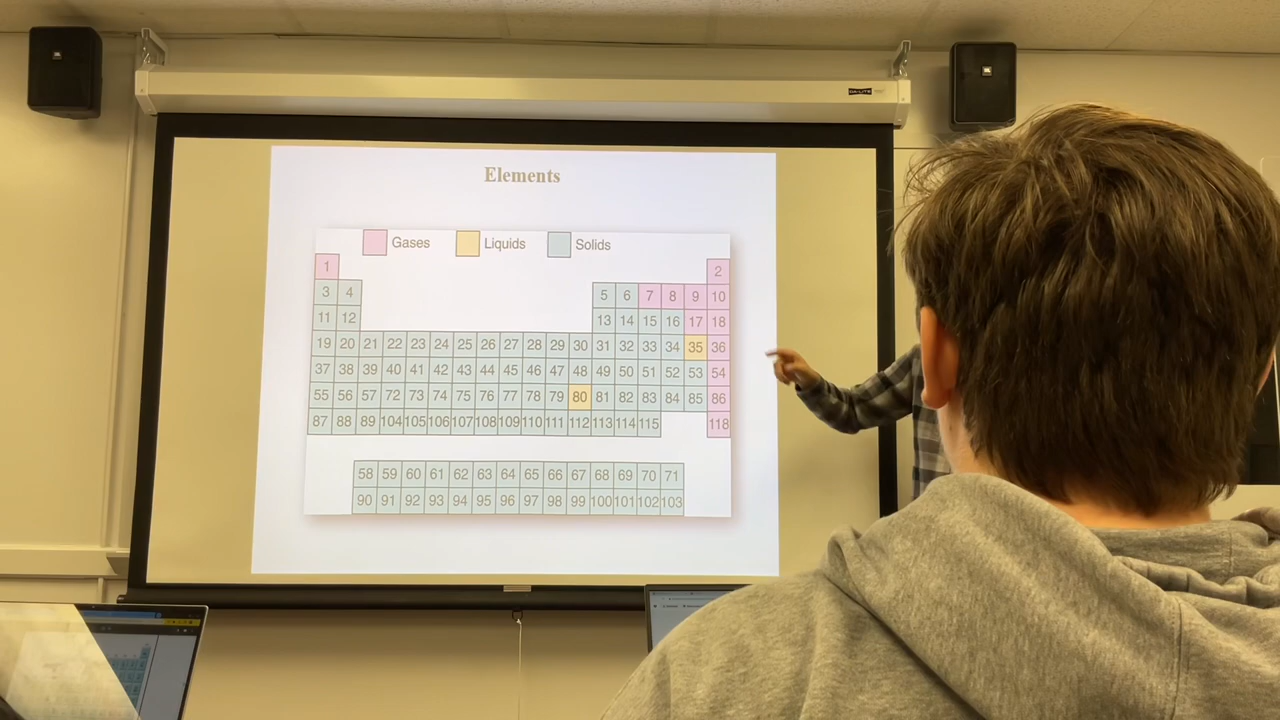 JBL
JBL
DA-LITE
Elements
Gases Liquids Solids
1 2
3 4 5 6 7 8 9 10
11 12 13 14 15 16 17 18
19 20 21 22 23 24 25 26 27 28 29 30 31 32 33 34 35 36
37 38 39 40 41 42 43 44 45 46 47 48 49 50 51 52 53 54
55 56 57 72 73 74 75 76 77 78 79 80 81 82 83 84 85 86
87 88 89 104 105 106 107 108 109 110 111 112 113 114 115 118
58 59 60 61 62 63 64 65 66 67 68 69 70 71
90 91 92 93 94 95 96 97 98 99 100 101 102 103